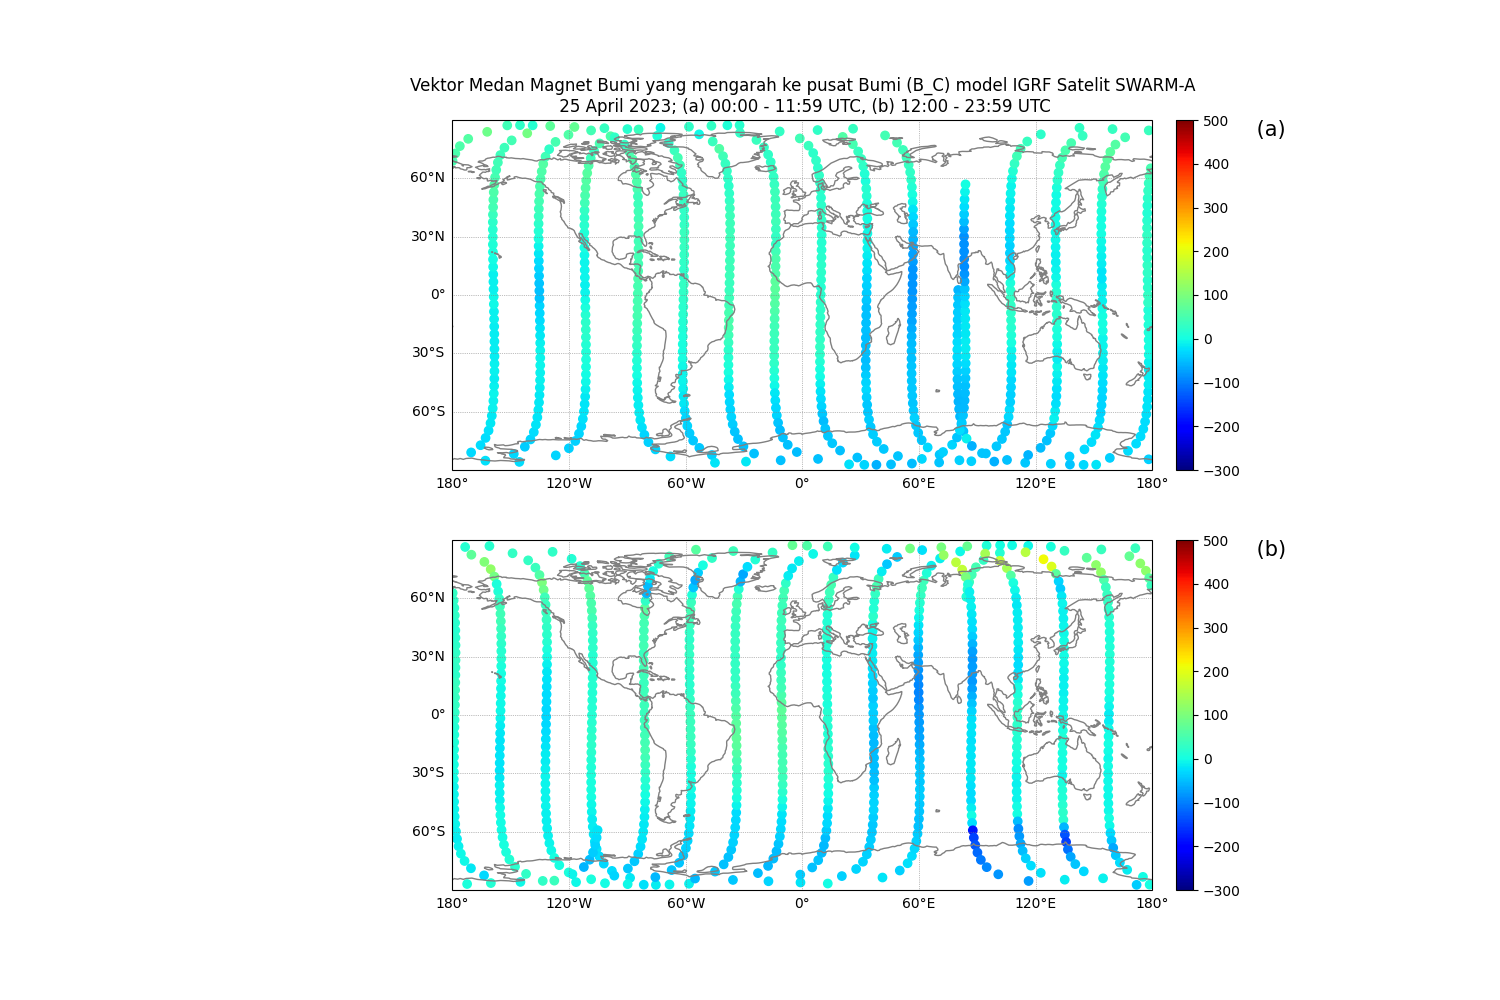 Vektor Medan Magnet Bumi yang mengarah ke pusat Bumi (B_C) model IGRF Satelit SWARM-A
25 April 2023; (a) 00:00 - 11:59 UTC, (b) 12:00 - 23:59 UTC
(a)
60°N
30°N
0°
30°S
60°S
180° 120°W 60°W 0° 60°E 120°E 180°
500
400
300
200
100
0
−100
−200
−300
(b)
60°N
30°N
0°
30°S
60°S
180° 120°W 60°W 0° 60°E 120°E 180°
500
400
300
200
100
0
−100
−200
−300